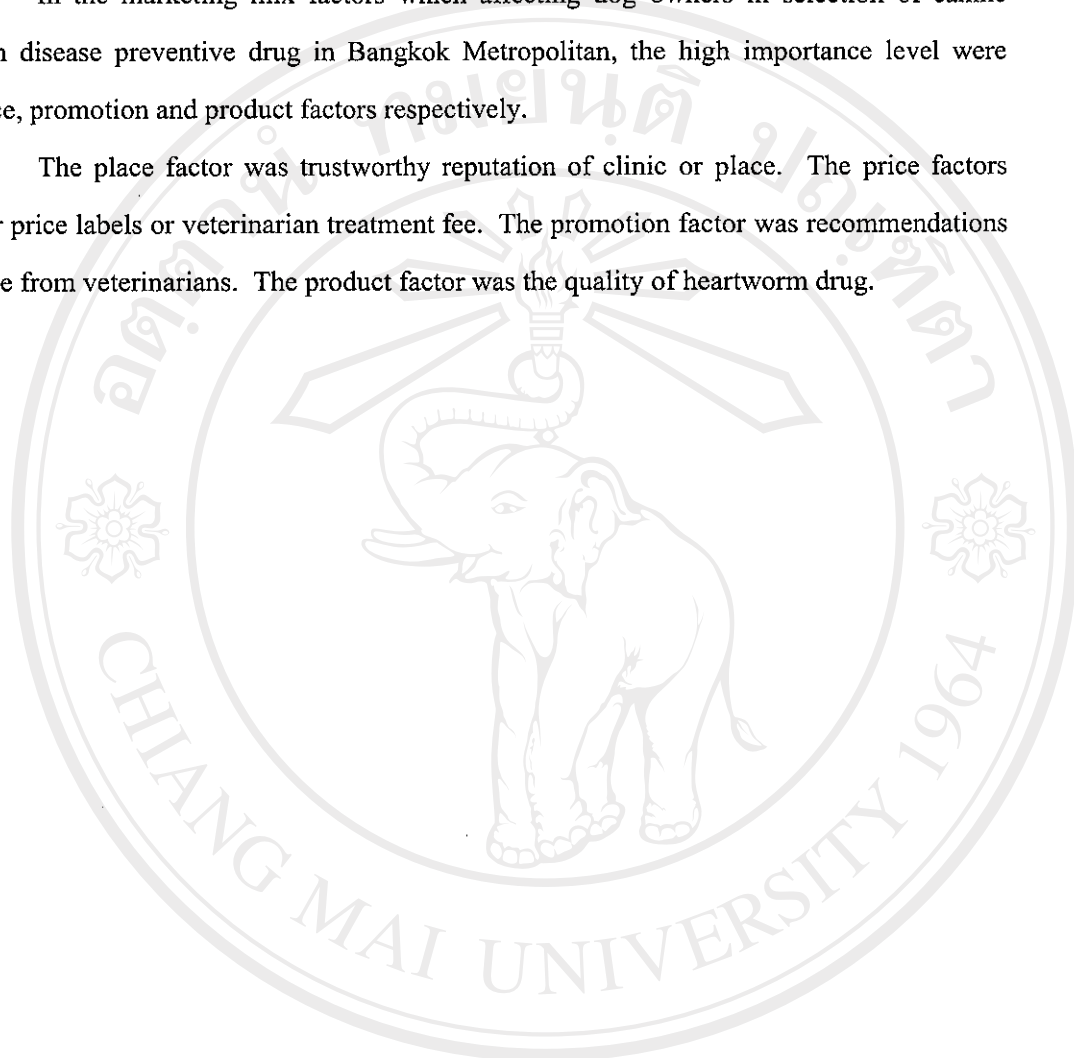 disease preventive drug in Bangkok Metropolitan, the high importance level were
promotion and product factors respectively.
The place factor was trustworthy reputation of clinic or place. The price factors
price labels or veterinarian treatment fee. The promotion factor was recommendations
from veterinarians. The product factor was the quality of heartworm drug.
CHIANG MAI UNIVERSITY 1964